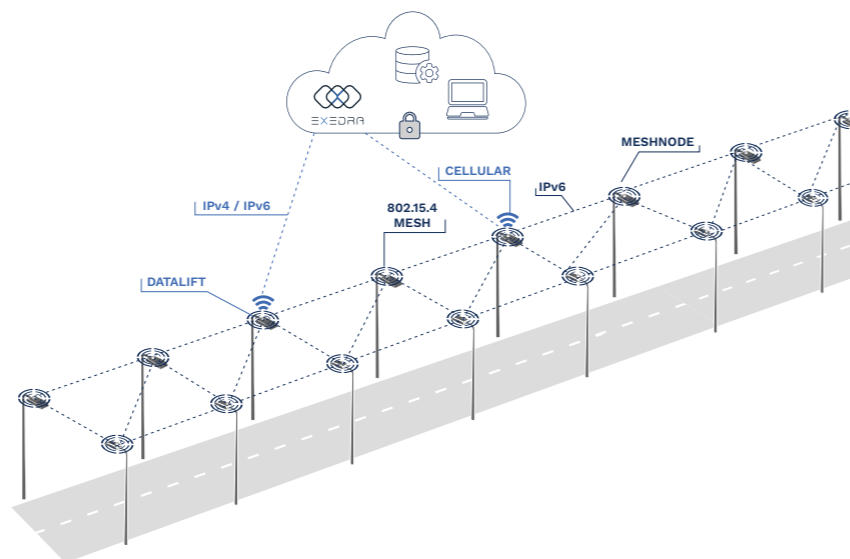 EXEDRA
MESHNODE
CELLULAR
IPv6
IPv4 / IPv6
802.15.4
MESH
DATALIFT